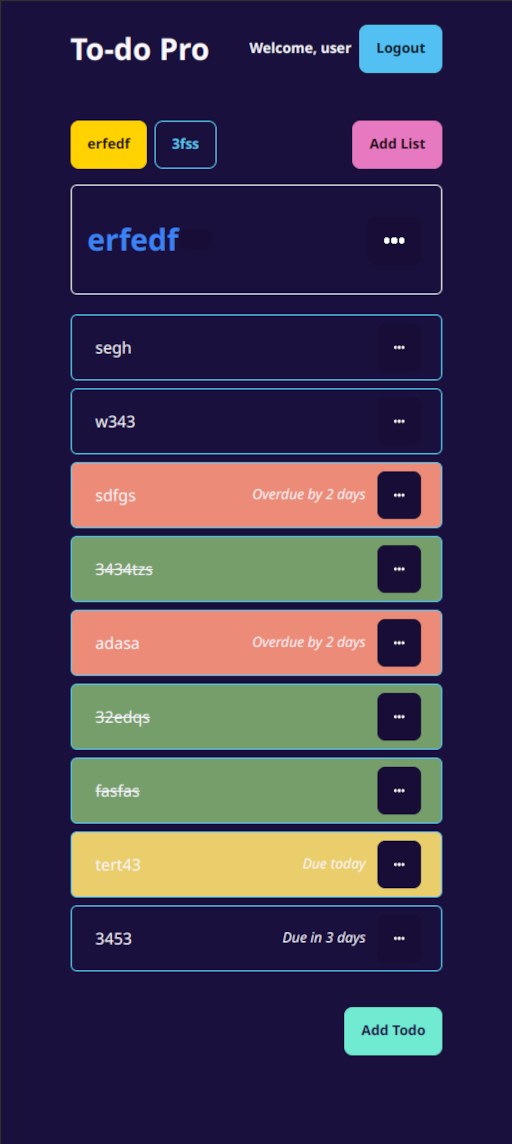 To-do Pro Welcome, user Logout
erfedf 3fss Add List
erfedf •••
segh •••
w343 •••
sdfgs Overdue by 2 days •••
3434tzs •••
adasa Overdue by 2 days •••
32edqs •••
fasfas •••
tert43 Due today •••
3453 Due in 3 days •••
Add Todo